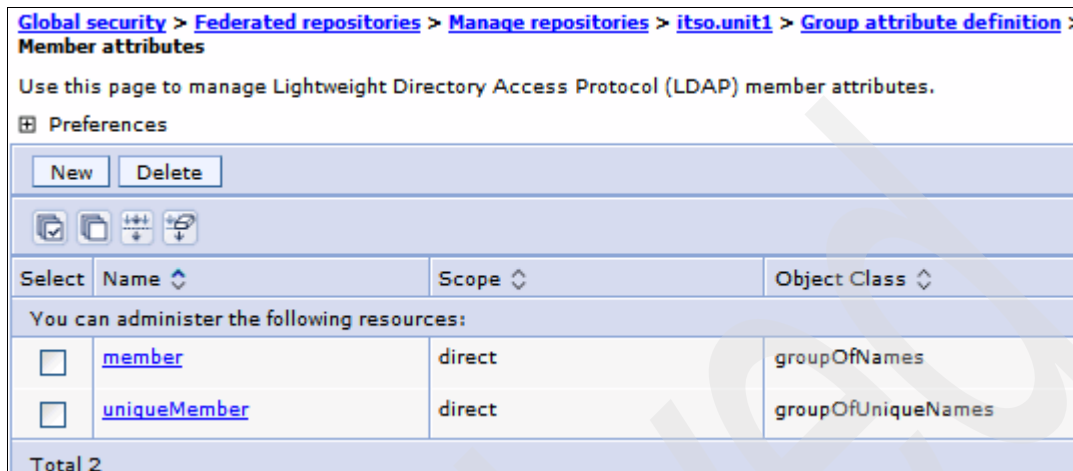 Global security > Federated repositories > Manage repositories > itso.unit1 > Group attribute definition >
Member attributes
Use this page to manage Lightweight Directory Access Protocol (LDAP) member attributes.
Preferences
New Delete
Select Name Scope Object Class
You can administer the following resources:
member direct groupOfNames
uniqueMember direct groupOfUniqueNames
Total 2